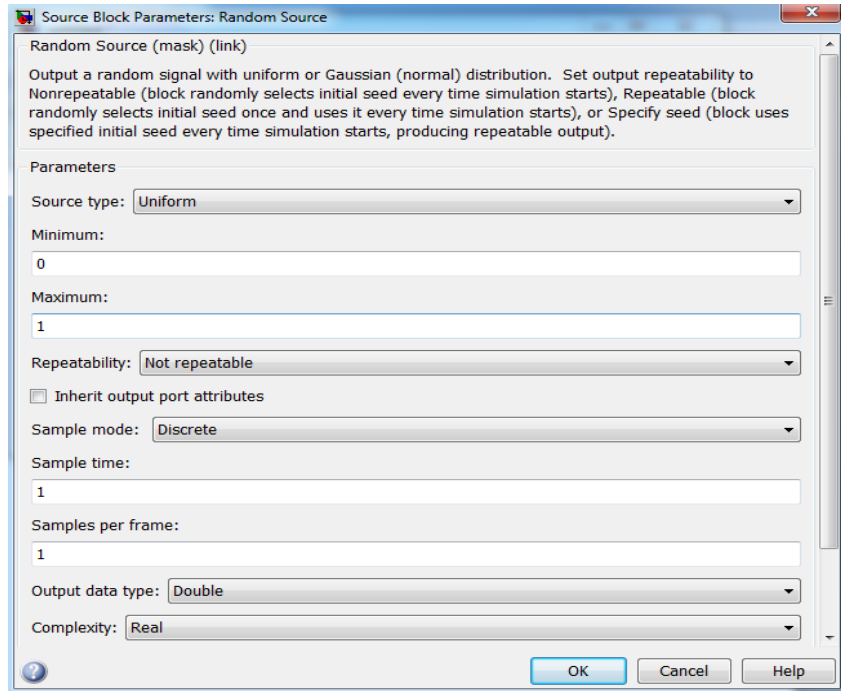 Source Block Parameters: Random Source
Random Source (mask) (link)
Output a random signal with uniform or Gaussian (normal) distribution.  Set output repeatability to
Nonrepeatable (block randomly selects initial seed every time simulation starts), Repeatable (block
randomly selects initial seed once and uses it every time simulation starts), or Specify seed (block uses
specified initial seed every time simulation starts, producing repeatable output).
Parameters
Source type: Uniform
Minimum:
0
Maximum:
1
Repeatability: Not repeatable
Inherit output port attributes
Sample mode: Discrete
Sample time:
1
Samples per frame:
1
Output data type: Double
Complexity: Real
OK Cancel Help